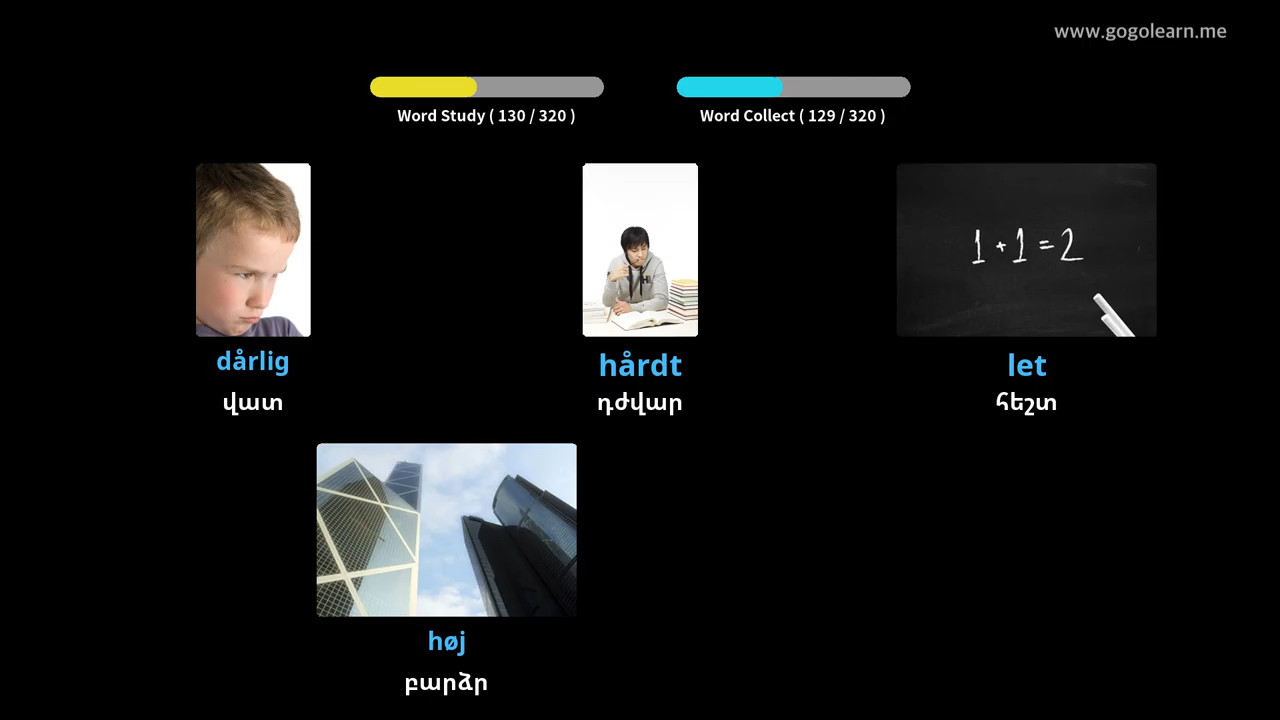 www.gogolearn.me
Word Study ( 130 / 320 )
Word Collect ( 129 / 320 )
1 + 1 = 2
dårlig
hårdt
let
վատ
դժվար
հեշտ
høj
բարձր